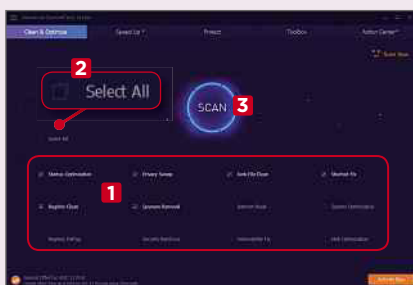 Clean & Optimize
Speed Up
Protect
Toolbox
Action Center
Scan Now
2
Select All
SCAN
3
Select All
Startup Optimization
Privacy Sweep
Junk File Clean
Shortcut Fix
1
Registry Clean
Spyware Removal
Internet Boost
System Optimization
Registry Defrag
Security Reinforce
Vulnerability Fix
Disk Optimization
Activate Now